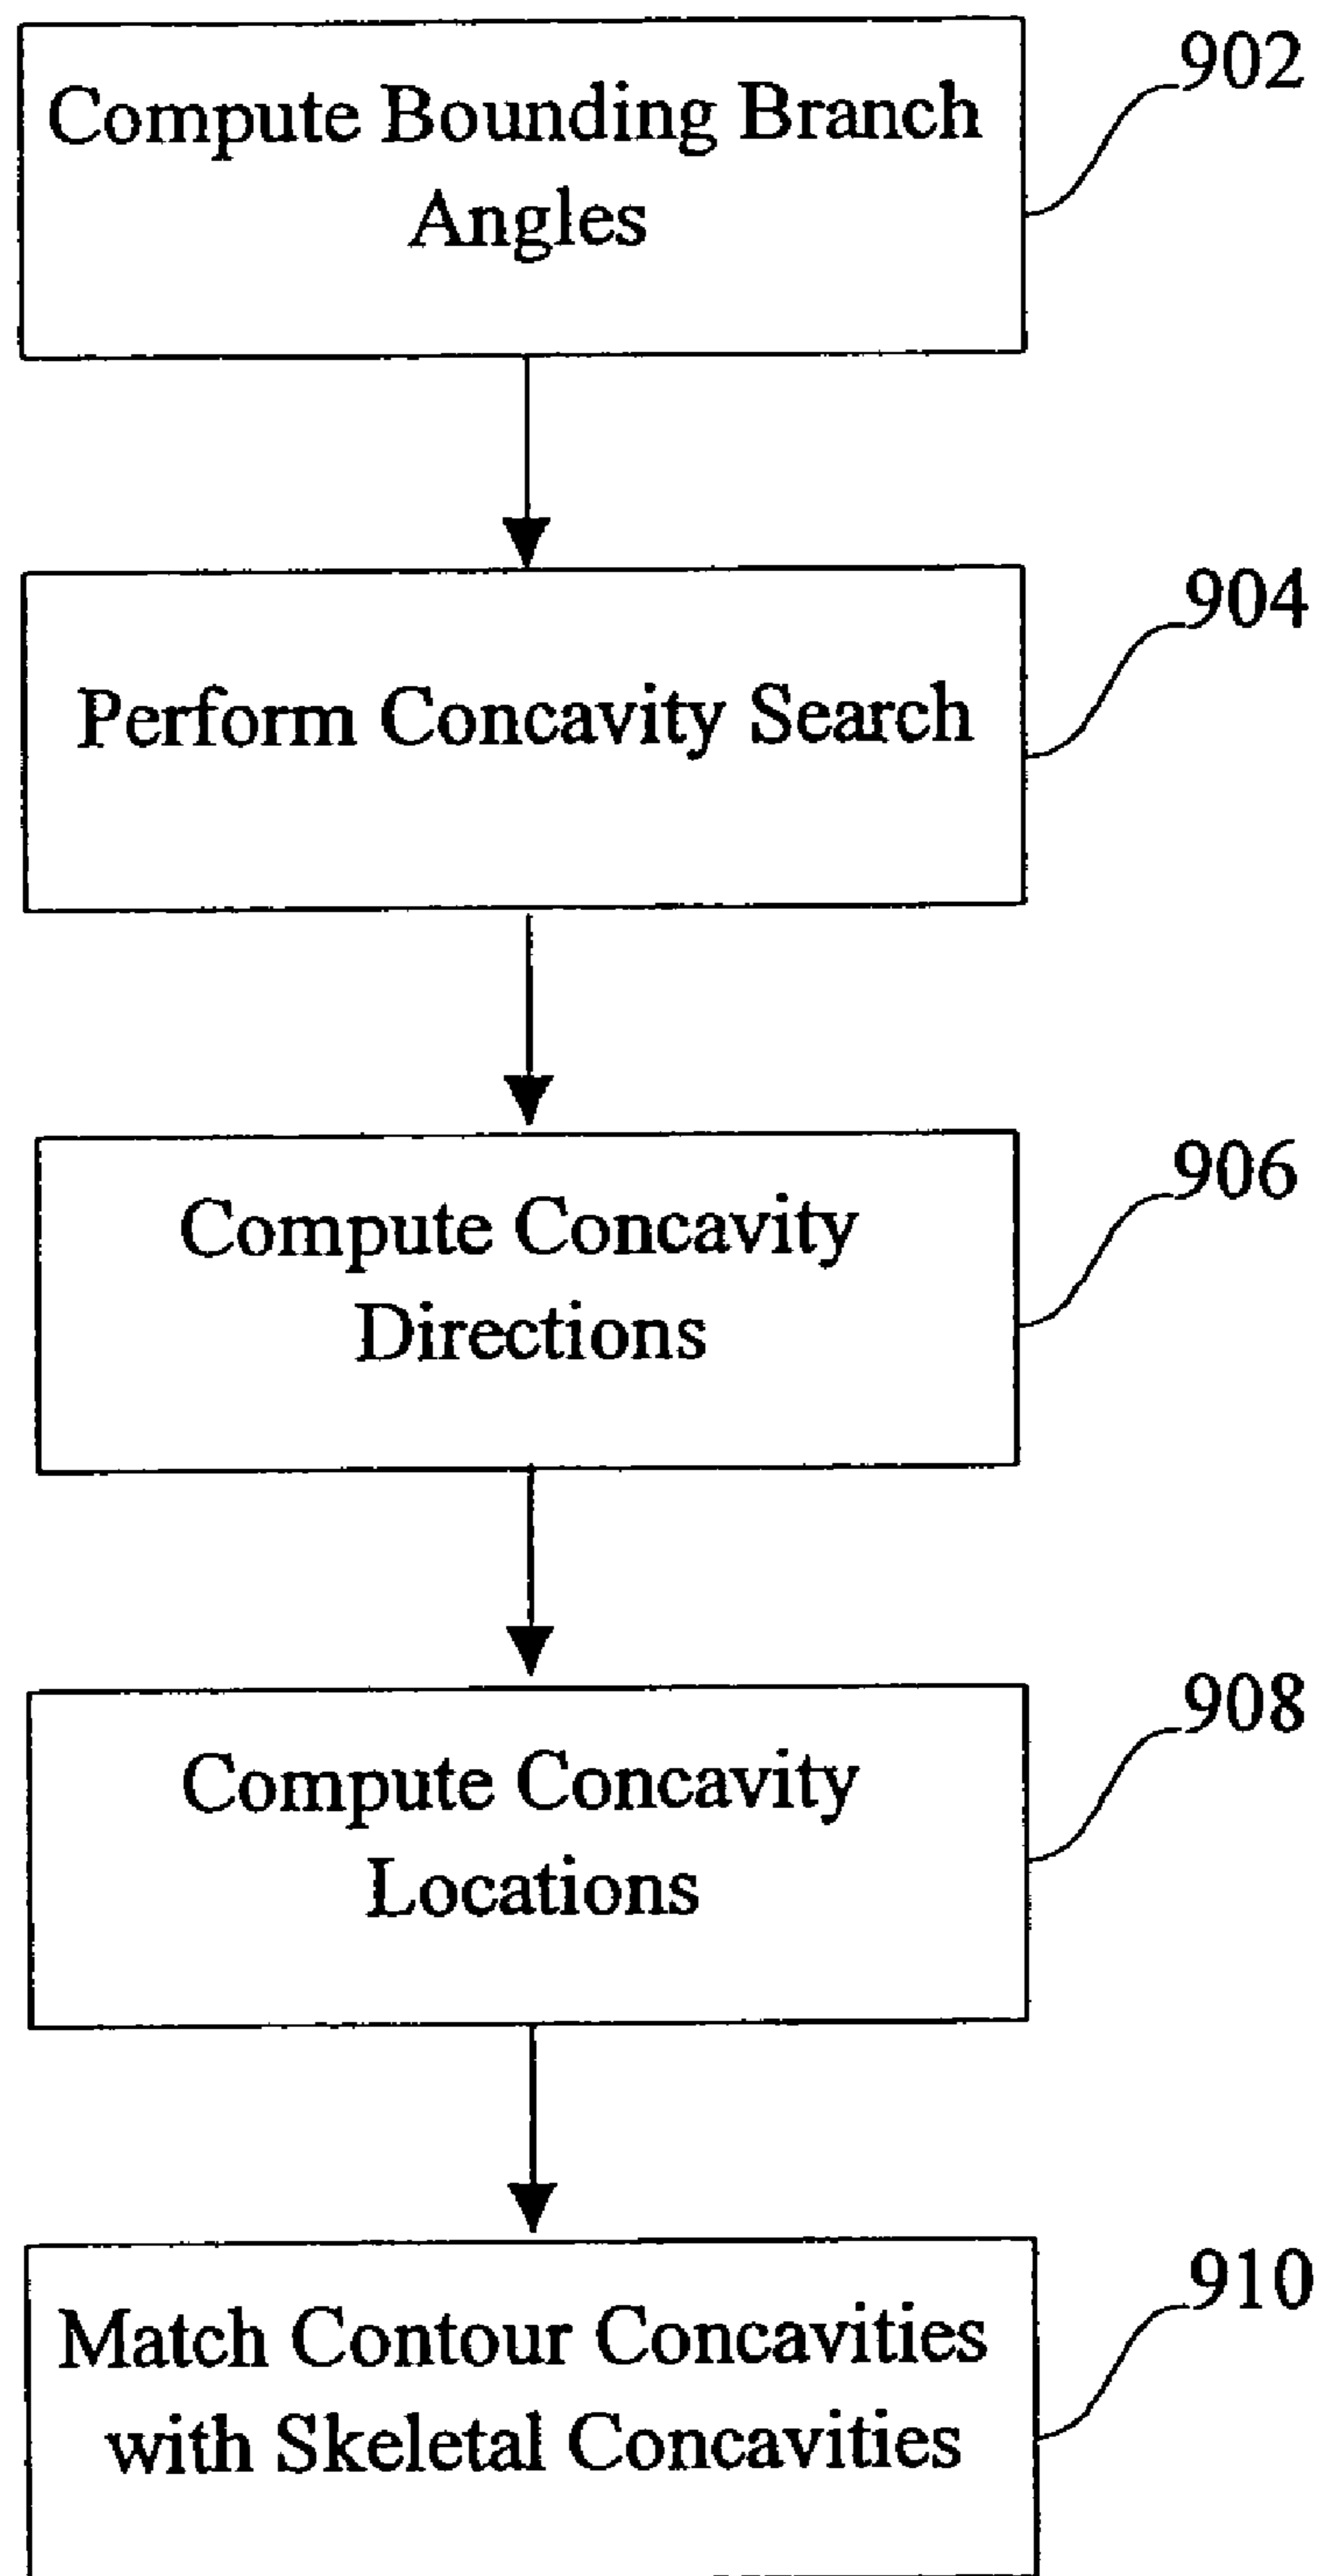 902
Compute Bounding Branch
Angles
904
Perform Concavity Search
906
Compute Concavity
Directions
908
Compute Concavity
Locations
910
Match Contour Concavities
with Skeletal Concavities